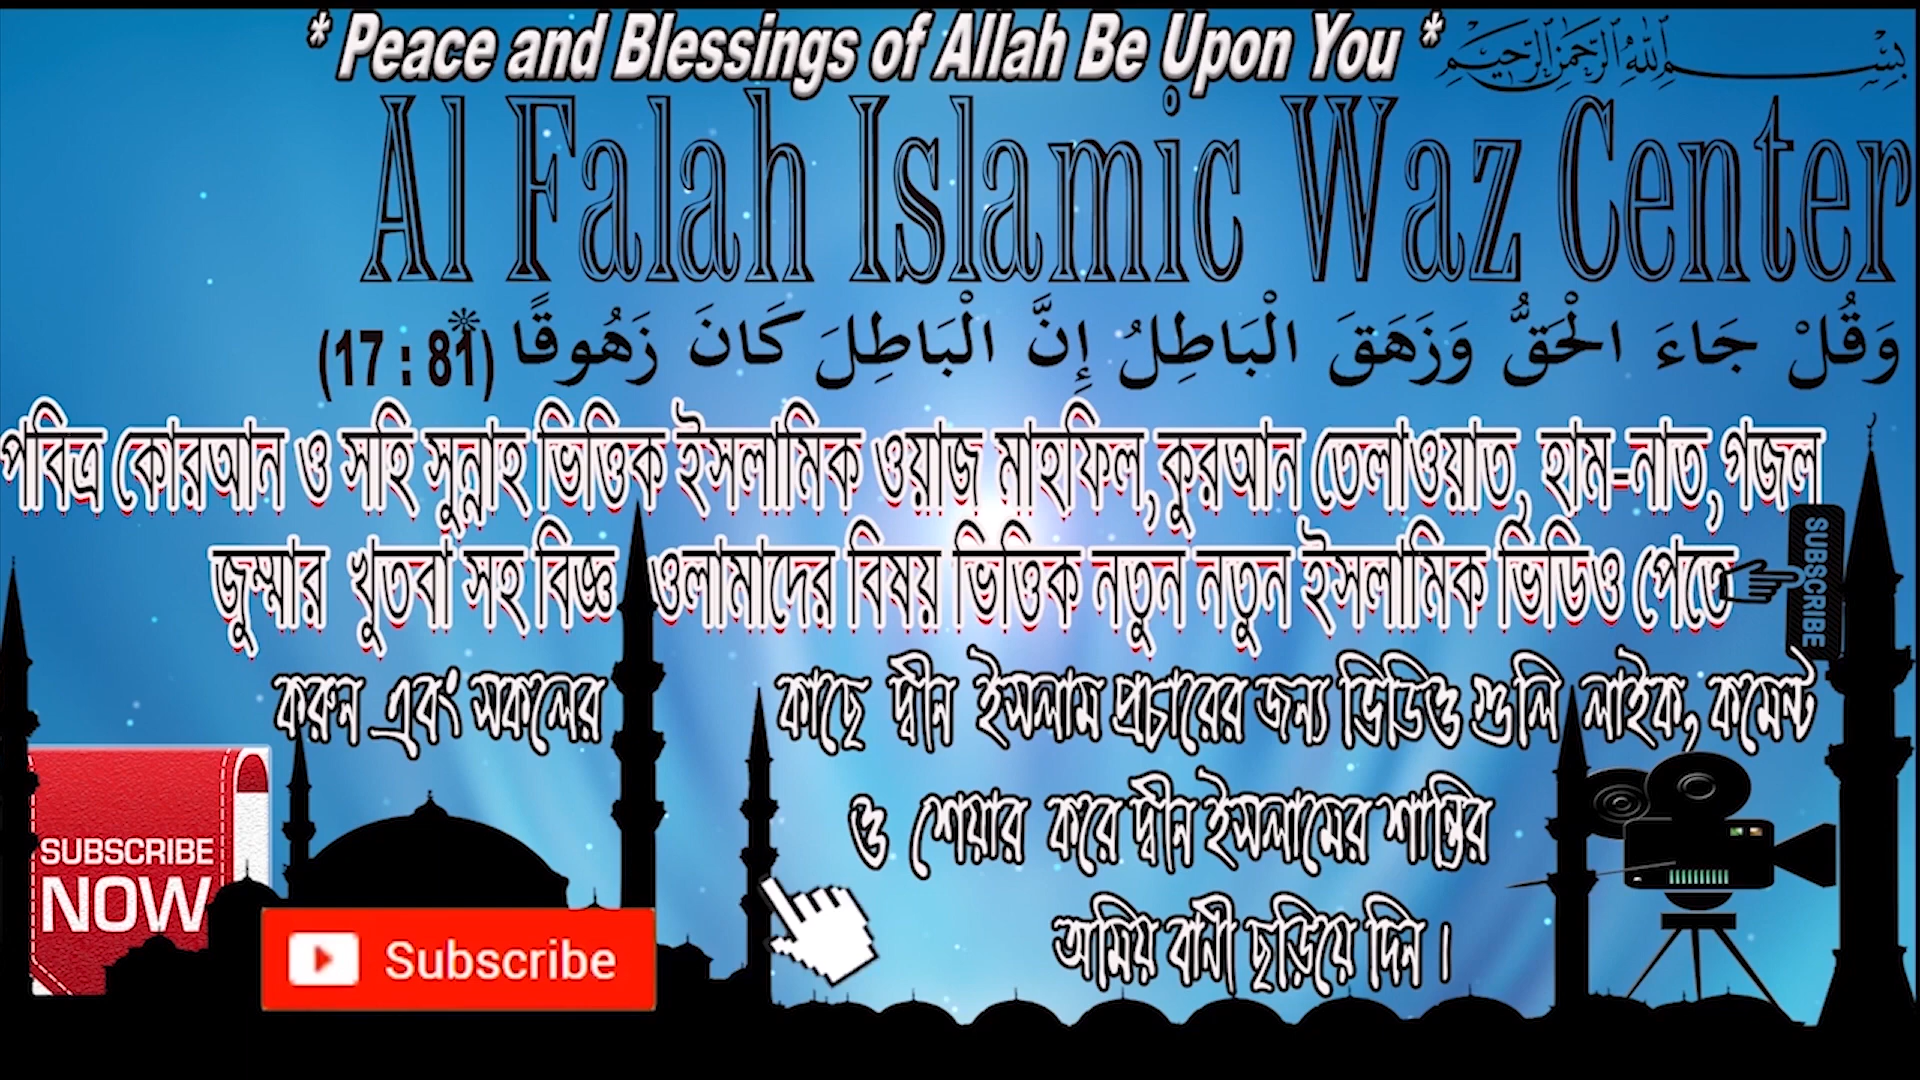 * Peace and Blessings of Allah Be Upon You *
بِسْمِ اللهِ الرَّحْمٰنِ الرَّحِيْمِ
Al Falah Islamic Waz Center
وَقُلْ جَاءَ الْحَقُّ وَزَهَقَ الْبَاطِلُ إِنَّ الْبَاطِلَ كَانَ زَهُوقًا (17 : 81)
পবিত্র কোরআন ও সহি সুন্নাহ ভিত্তিক ইসলামিক ওয়াজ মাহফিল,কুরআন তেলাওয়াত, হাম-নাত,গজল
জুম্মার খুতবা সহ বিজ্ঞ ওলামাদের বিষয় ভিত্তিক নতুন নতুন ইসলামিক ভিডিও পেতে
SUBSCRIBE
করুন এবং সকলের কাছে দ্বীন ইসলাম প্রচারের জন্য ভিডিও গুলি লাইক, কমেন্ট
ও শেয়ার করে দ্বীন ইসলামের শান্তির
অমিয় বানী ছড়িয়ে দিন ।
SUBSCRIBE
NOW
Subscribe